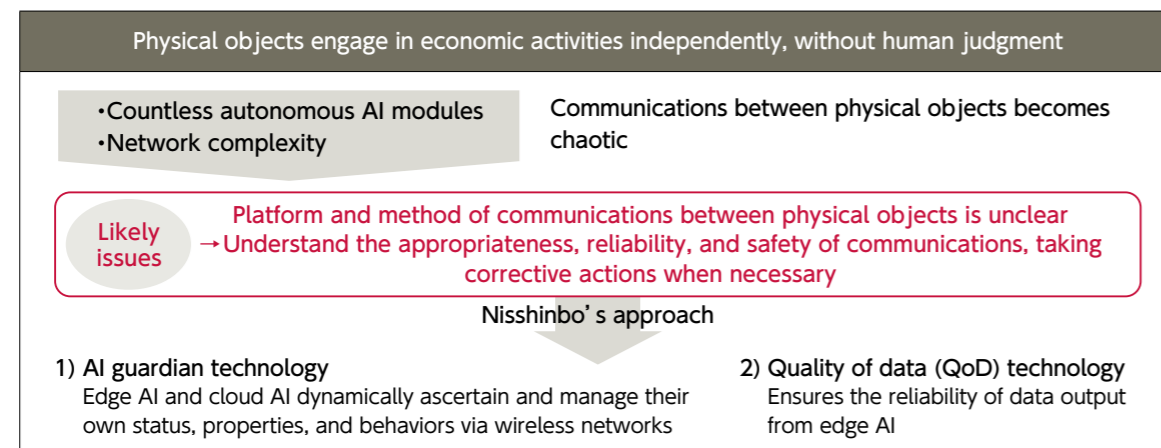 Physical objects engage in economic activities independently, without human judgment
・Countless autonomous AI modules
・Network complexity
Communications between physical objects becomes
chaotic
Likely
issues
Platform and method of communications between physical objects is unclear
→Understand the appropriateness, reliability, and safety of communications, taking
corrective actions when necessary
Nisshinbo’s approach
1) AI guardian technology
Edge AI and cloud AI dynamically ascertain and manage their
own status, properties, and behaviors via wireless networks
2) Quality of data (QoD) technology
Ensures the reliability of data output
from edge AI